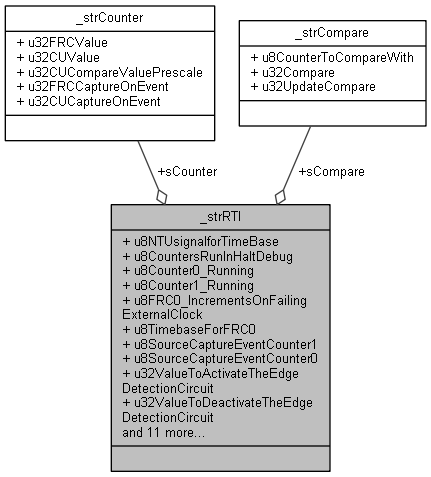 _strCounter
+ u32FRCValue
+ u32CUValue
+ u32CUCompareValuePrescale
+ u32FRCCaptureOnEvent
+ u32CUCaptureOnEvent
_strCompare
+ u8CounterToCompareWith
+ u32Compare
+ u32UpdateCompare
+sCounter
+sCompare
_strRTI
+ u8NTUsignalforTimeBase
+ u8CountersRunInHaltDebug
+ u8Counter0_Running
+ u8Counter1_Running
+ u8FRC0_IncrementsOnFailing
ExternalClock
+ u8TimebaseForFRC0
+ u8SourceCaptureEventCounter1
+ u8SourceCaptureEventCounter0
+ u32ValueToActivateTheEdge
DetectionCircuit
+ u32ValueToDeactivateTheEdge
DetectionCircuit
and 11 more...